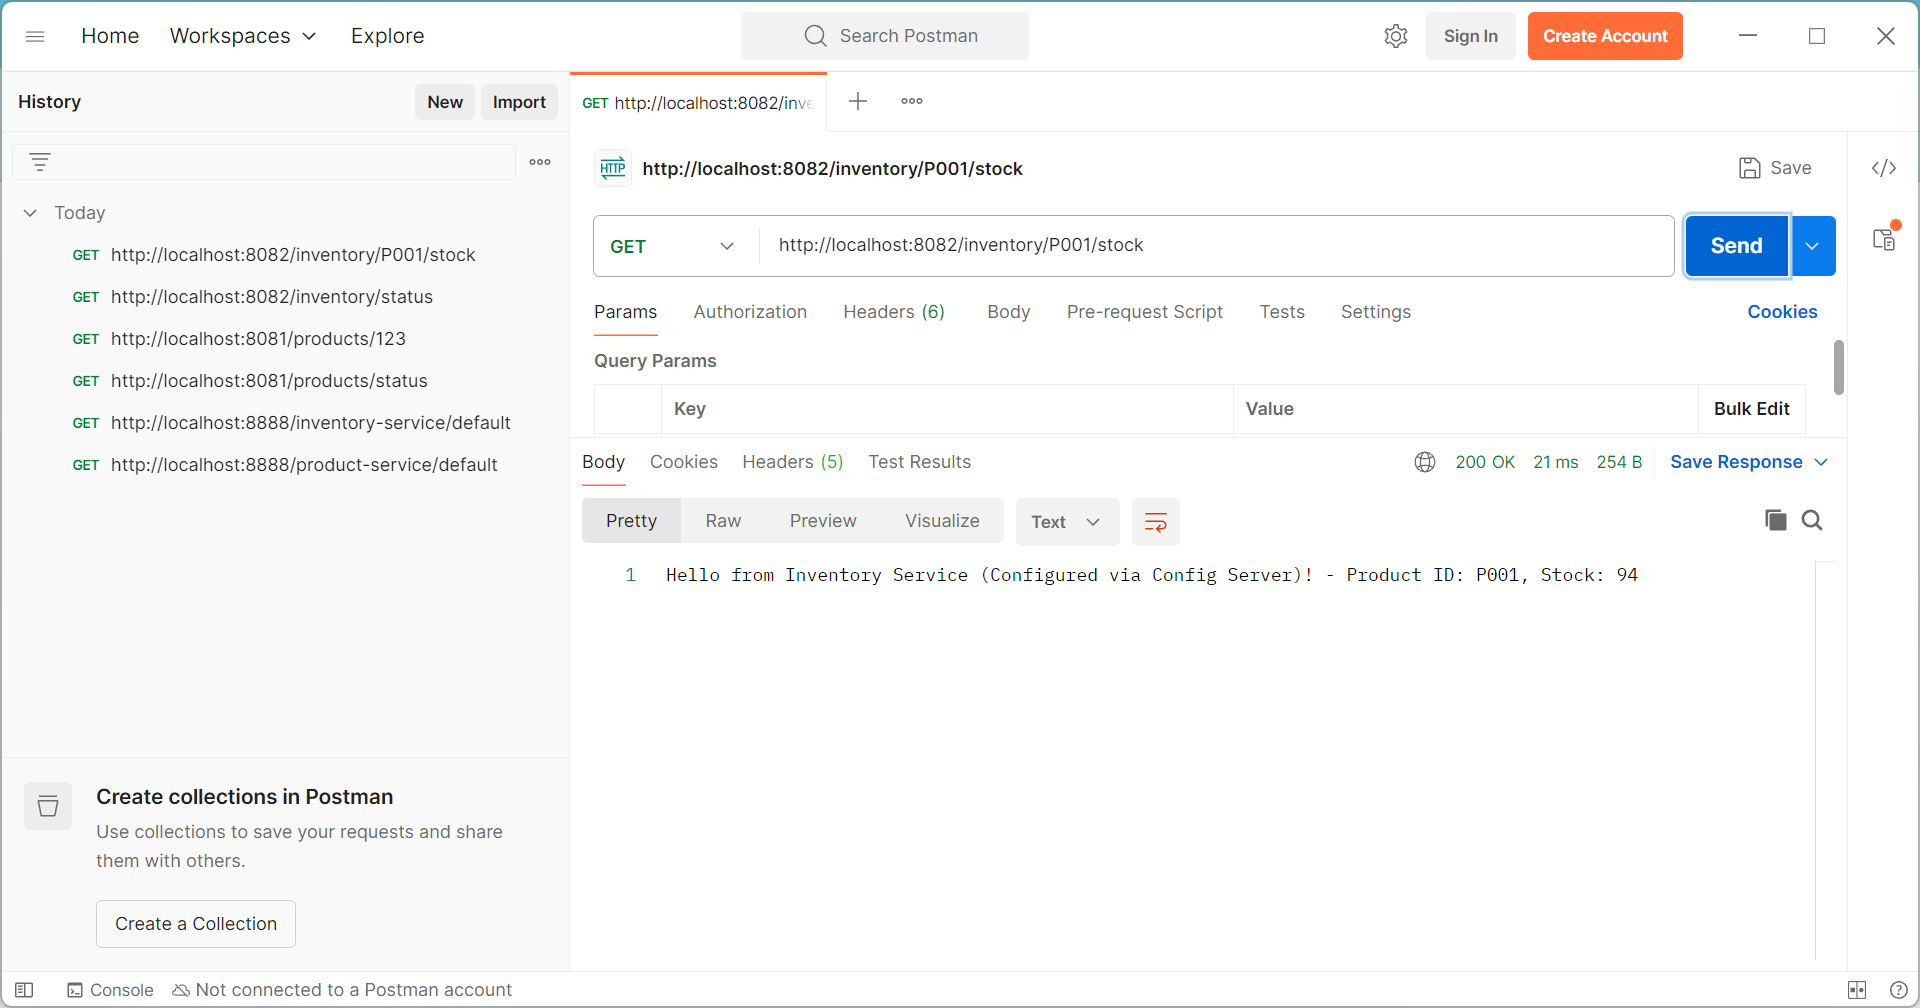 Home Workspaces Explore Search Postman Sign In Create Account
History New Import
GET http://localhost:8082/inve
HTTP http://localhost:8082/inventory/P001/stock Save
Today
GET http://localhost:8082/inventory/P001/stock
GET http://localhost:8082/inventory/status
GET http://localhost:8081/products/123
GET http://localhost:8081/products/status
GET http://localhost:8888/inventory-service/default
GET http://localhost:8888/product-service/default
GET http://localhost:8082/inventory/P001/stock Send
Params Authorization Headers (6) Body Pre-request Script Tests Settings Cookies
Query Params
Key Value Bulk Edit
Body Cookies Headers (5) Test Results 200 OK 21 ms 254 B Save Response
Pretty Raw Preview Visualize Text
1 Hello from Inventory Service (Configured via Config Server)! - Product ID: P001, Stock: 94
Create collections in Postman
Use collections to save your requests and share
them with others.
Create a Collection
Console Not connected to a Postman account